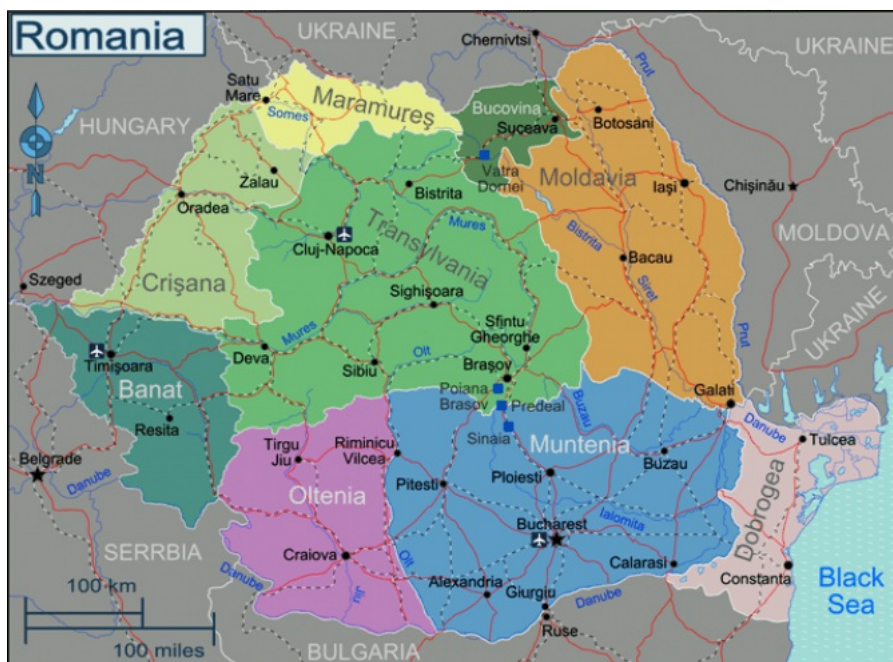 Romania
UKRAINE
UKRAINE
Chernivtsi
Prut
Satu
Mare
Maramureş
Someş
Bucovina
Suceava
Botosani
HUNGARY
N
Zalau
Bistrita
Vatra
Dornei
Moldavia
Iaşi
Chişinău
Oradea
Transylvania
Mures
Cluj-Napoca
Bistrita
MOLDOVA
Bacau
Siret
Szeged
Crişana
Sighişoara
Sfintu
Gheorghe
UKRAINE
Prut
Mures
Deva
Olt
Sibiu
Braşov
Timişoara
Banat
Poiana
Brasov
Predeal
Buzau
Galati
Resita
Sinaia
Danube
Tulcea
Tirgu
Jiu
Riminicu
Vilcea
Muntenia
Buzau
Belgrade
Danube
Oltenia
Pitesti
Ploiesti
Dobrogea
Ialomita
Bucharest
SERRBIA
Craiova
Olt
Calarasi
Constanta
Black
Sea
100 km
Danube
Jiu
Alexandria
Giurgiu
Danube
Ruse
100 miles
BULGARIA